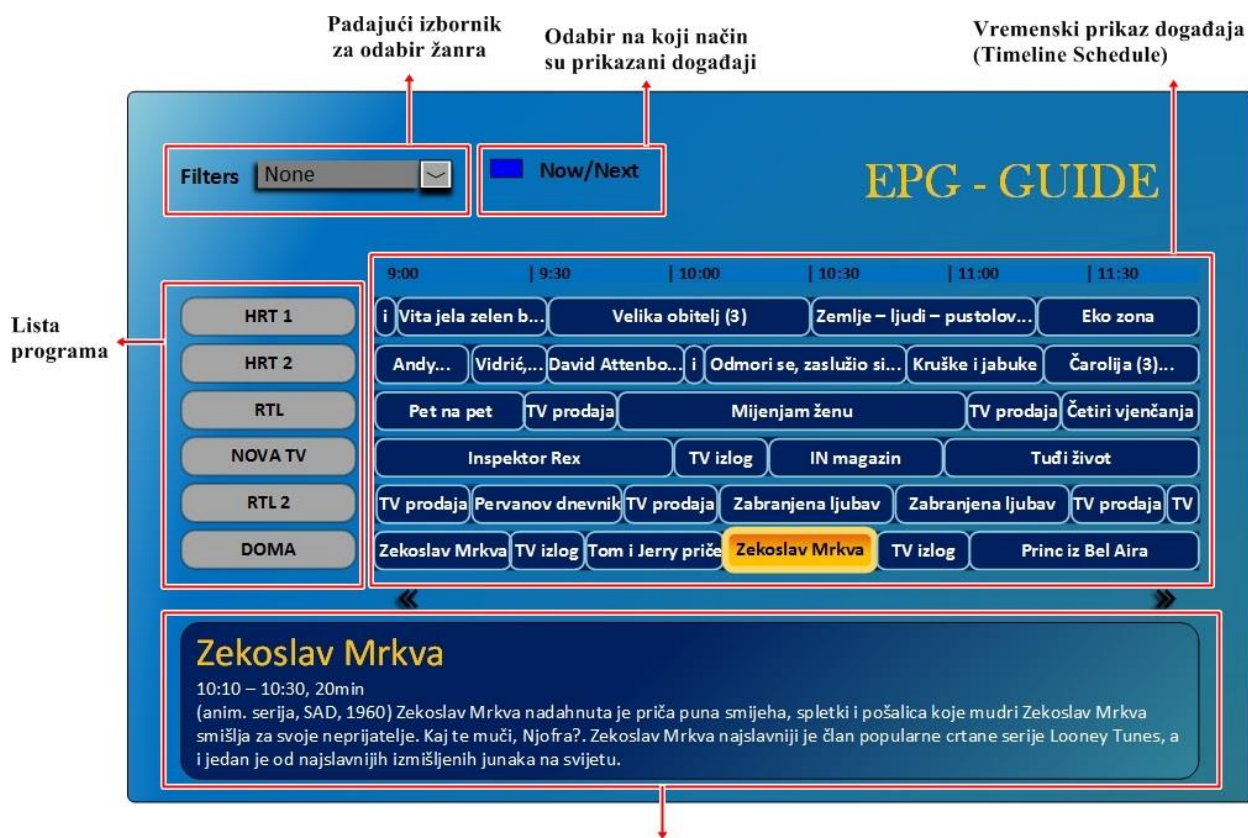 Padajući izbornik
za odabir žanra
Odabir na koji način
su prikazani događaji
Vremenski prikaz događaja
(Timeline Schedule)
Filters None
Now/Next
EPG - GUIDE
9:00 | 9:30 | 10:00 | 10:30 | 11:00 | 11:30
Lista
programa
HRT 1 i Vita jela zelen b... Velika obitelj (3) Zemlje – ljudi – pustolov... Eko zona
HRT 2 Andy... Vidrić,... David Attenbo... i Odmori se, zaslužio si... Kruške i jabuke Čarolija (3)...
RTL Pet na pet TV prodaja Mijenjam ženu TV prodaja Četiri vjenčanja
NOVA TV Inspektor Rex TV izlog IN magazin Tuđi život
RTL 2 TV prodaja Pervanov dnevnik TV prodaja Zabranjena ljubav Zabranjena ljubav TV prodaja TV
DOMA Zekoslav Mrkva TV izlog Tom i Jerry priče Zekoslav Mrkva TV izlog Princ iz Bel Aira
Zekoslav Mrkva
10:10 – 10:30, 20min
(anim. serija, SAD, 1960) Zekoslav Mrkva nadahnuta je priča puna smijeha, spletki i pošalica koje mudri Zekoslav Mrkva
smišlja za svoje neprijatelje. Kaj te muči, Njofra?. Zekoslav Mrkva najslavniji je član popularne crtane serije Looney Tunes, a
i jedan je od najslavnijih izmišljenih junaka na svijetu.